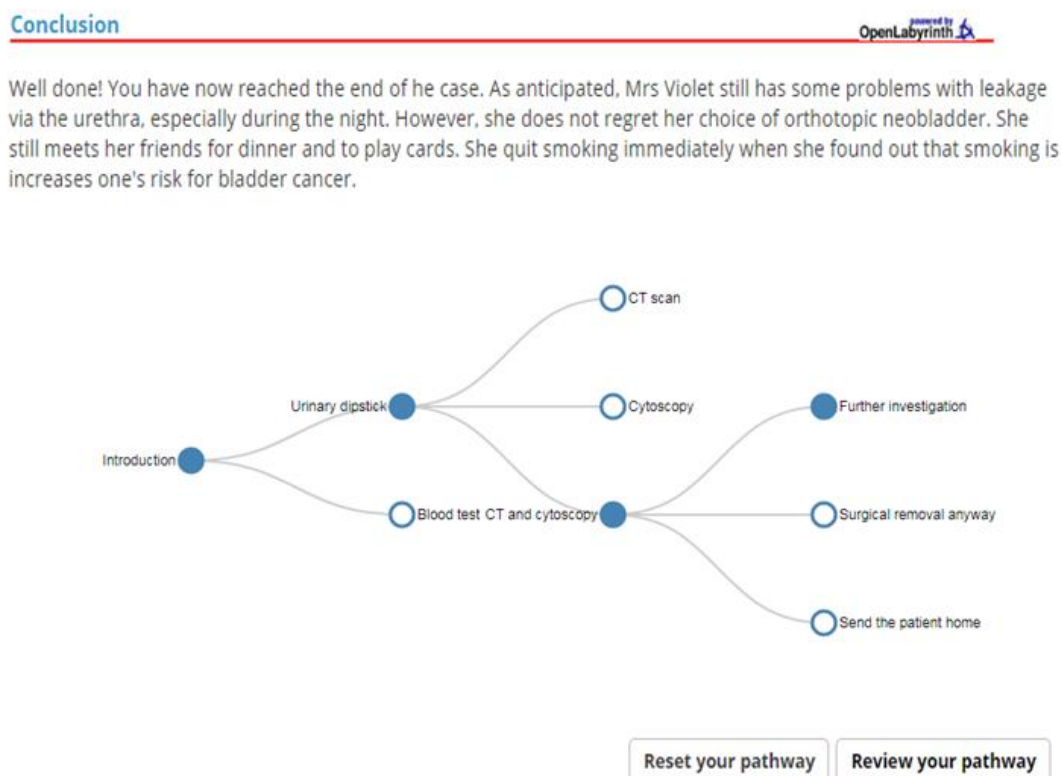 Conclusion
powered by
OpenLabyrinth
Well done! You have now reached the end of he case. As anticipated, Mrs Violet still has some problems with leakage
via the urethra, especially during the night. However, she does not regret her choice of orthotopic neobladder. She
still meets her friends for dinner and to play cards. She quit smoking immediately when she found out that smoking is
increases one's risk for bladder cancer.
CT scan
Urinary dipstick
Cytoscopy
Further investigation
Introduction
Blood test
CT and cytoscopy
Surgical removal anyway
Send the patient home
Reset your pathway
Review your pathway